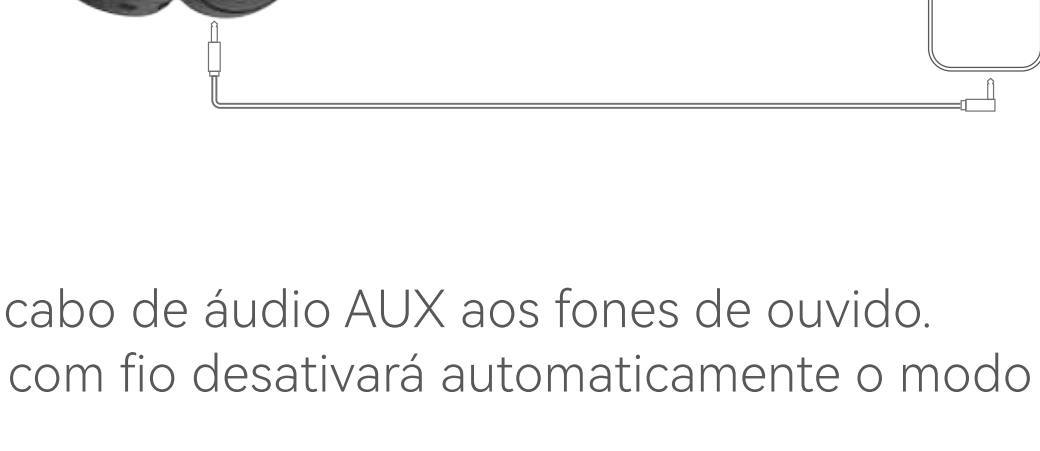 cabo de áudio AUX aos fones de ouvido.
com fio desativará automaticamente o modo